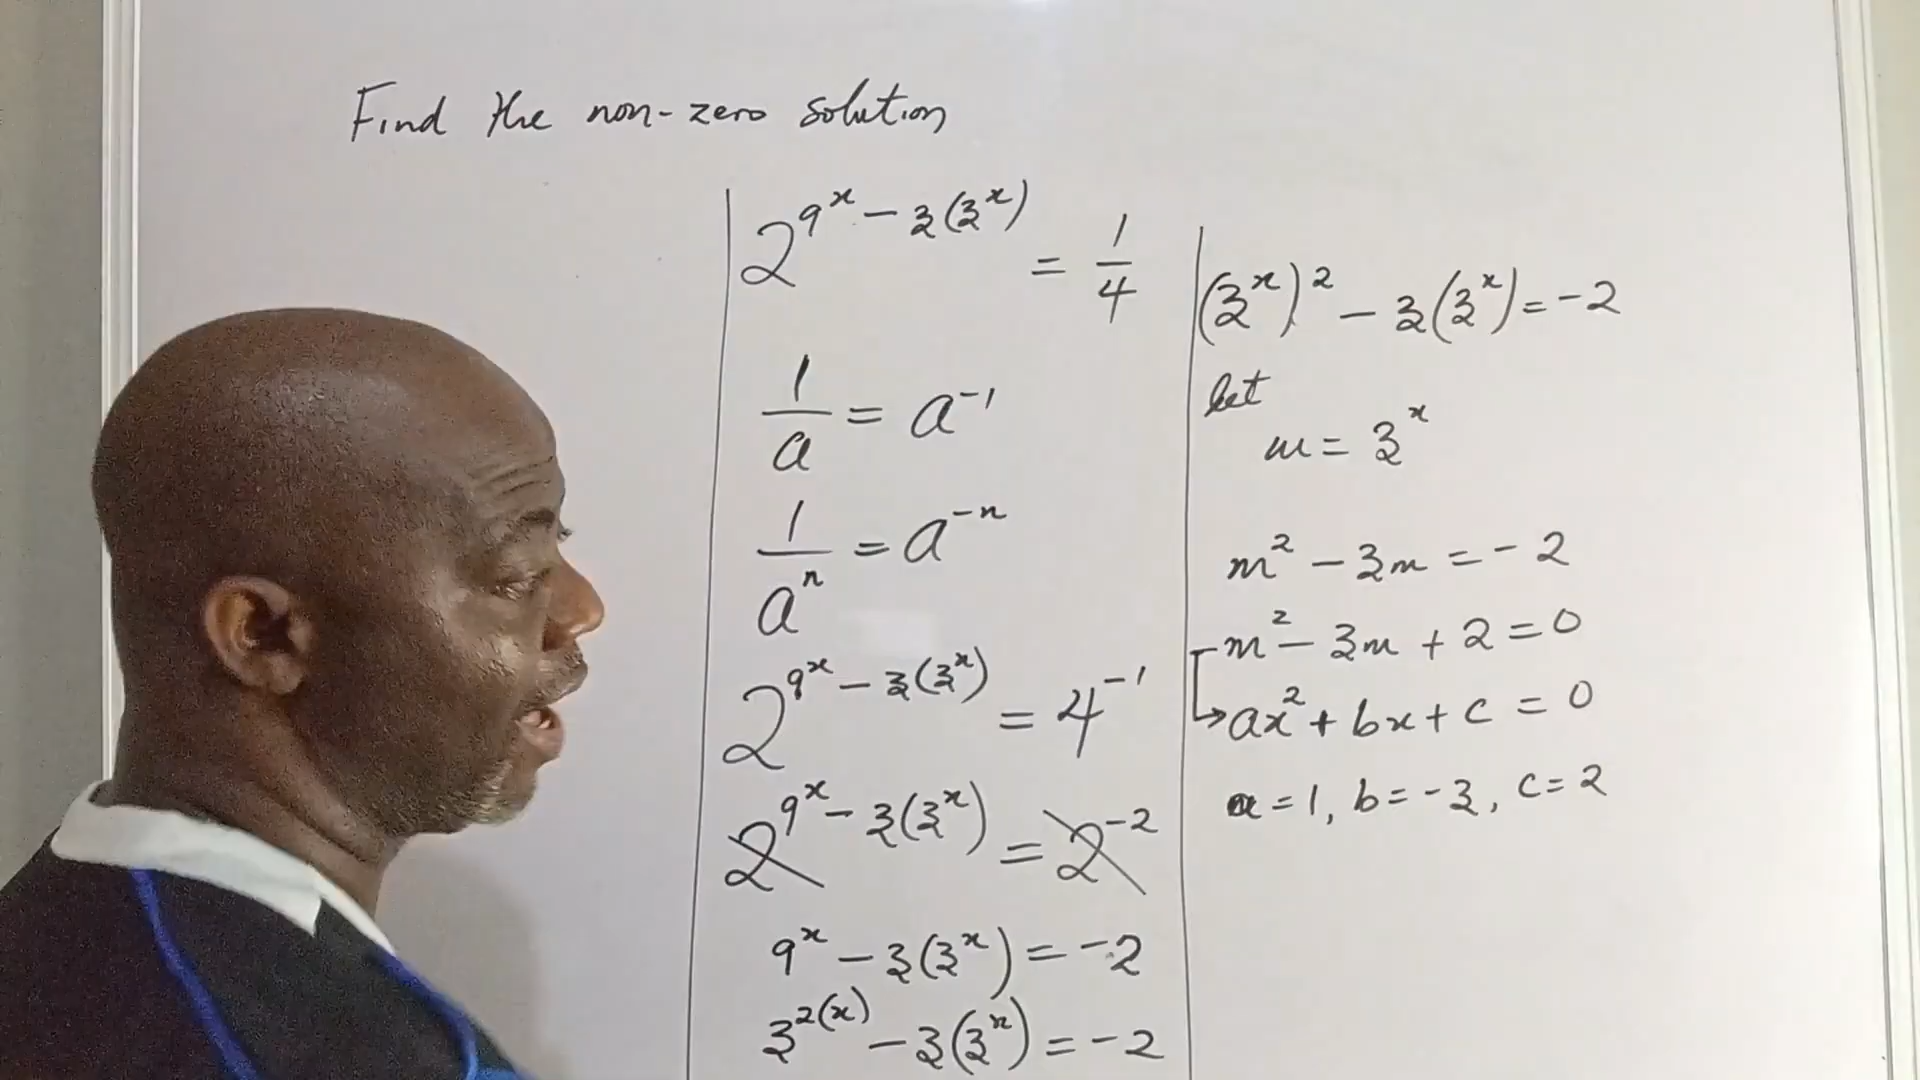 Find the non-zero solution
2^{9^x - 3(3^x)} = 1/4
1/a = a^{-1}
1/a^n = a^{-n}
2^{9^x - 3(3^x)} = 4^{-1}
2^{9^x - 3(3^x)} = 2^{-2}
9^x - 3(3^x) = -2
3^{2(x)} - 3(3^x) = -2
(3^x)^2 - 3(3^x) = -2
let
m = 3^x
m^2 - 3m = -2
m^2 - 3m + 2 = 0
→ ax^2 + bx + c = 0
a = 1, b = -3, c = 2